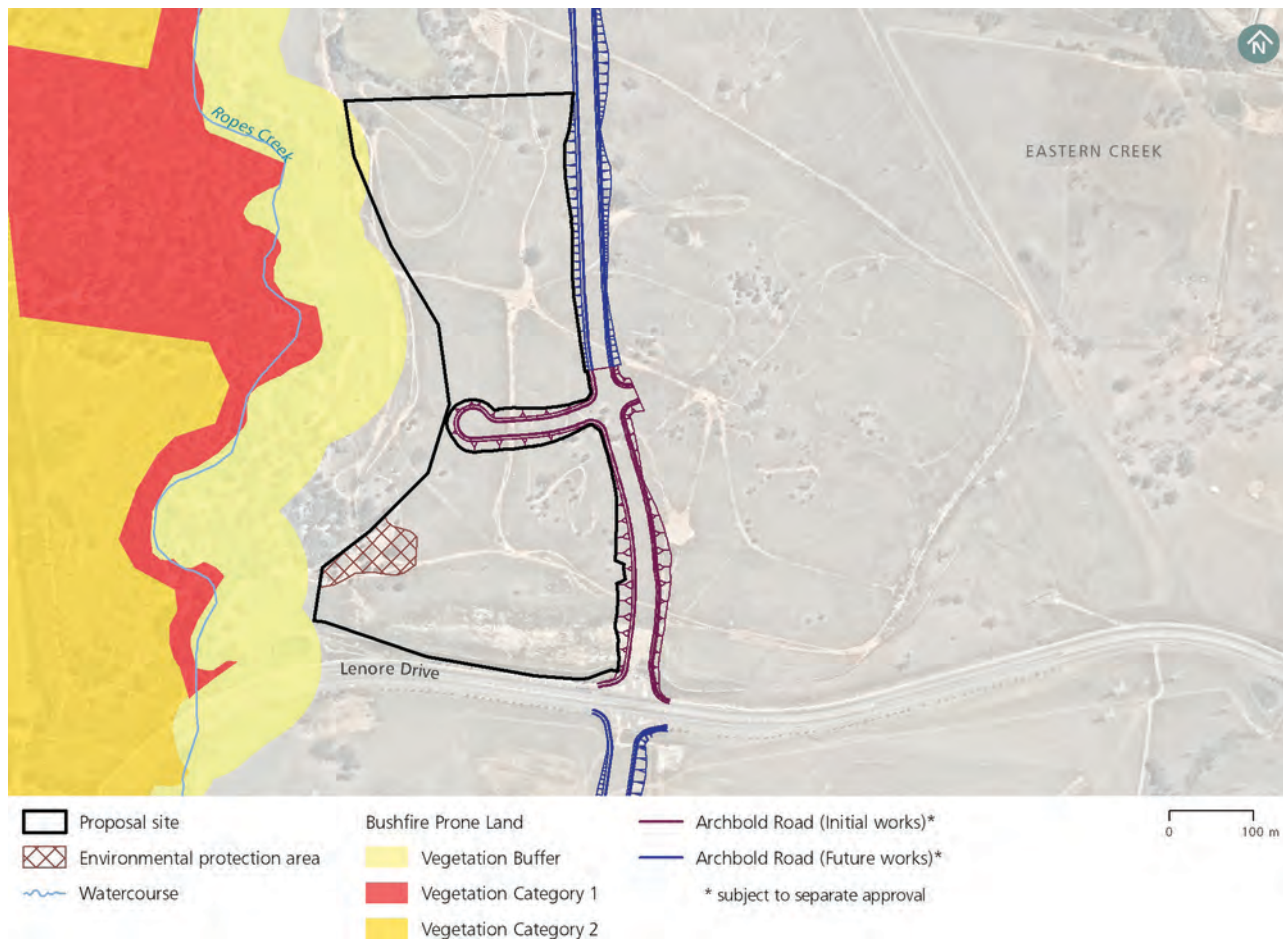 N
Ropes Creek
EASTERN CREEK
Lenore Drive
Proposal site
Environmental protection area
Watercourse
Bushfire Prone Land
Vegetation Buffer
Vegetation Category 1
Vegetation Category 2
Archbold Road (Initial works)*
Archbold Road (Future works)*
* subject to separate approval
0 100 m